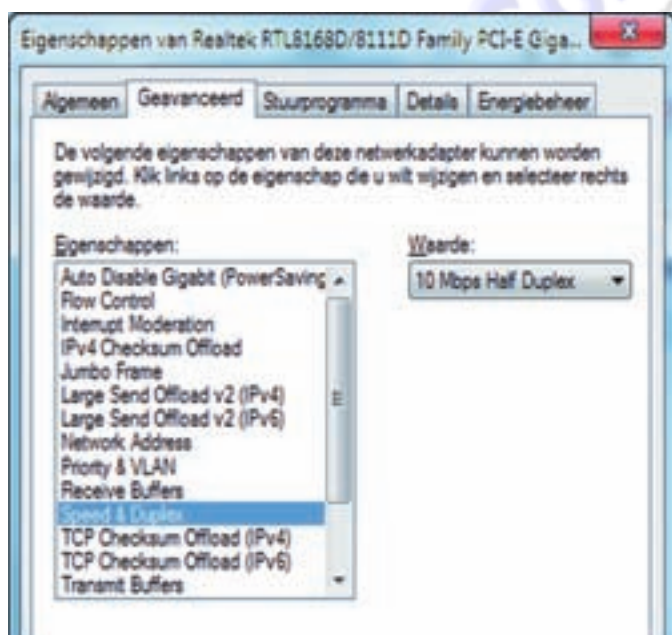 Eigenschappen van Realtek RTL8168D/8111D Family PCI-E Giga...
Algemeen Geavanceerd Stuurprogramma Details Energiebeheer
De volgende eigenschappen van deze netwerkadapter kunnen worden
gewijzigd. Klik links op de eigenschap die u wilt wijzigen en selecteer rechts
de waarde.
Eigenschappen:
Waarde:
Auto Disable Gigabit (PowerSaving
10 Mbps Half Duplex
Flow Control
Interrupt Moderation
IPv4 Checksum Offload
Jumbo Frame
Large Send Offload v2 (IPv4)
Large Send Offload v2 (IPv6)
Network Address
Priority & VLAN
Receive Buffers
Speed & Duplex
TCP Checksum Offload (IPv4)
TCP Checksum Offload (IPv6)
Transmit Buffers